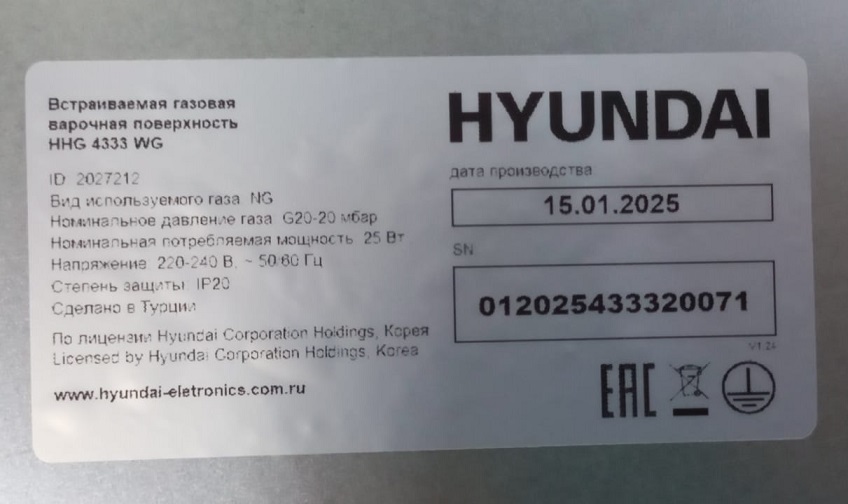 Встраиваемая газовая
варочная поверхность
HHG 4333 WG
ID 2027212
Вид используемого газа NG
Номинальное давление газа G20-20 мбар
Номинальная потребляемая мощность 25 Вт
Напряжение 220-240 В, ~ 50/60 Гц
Степень защиты IP20
Сделано в Турции
По лицензии Hyundai Corporation Holdings, Корея
Licensed by Hyundai Corporation Holdings, Korea
www.hyundai-eletronics.com.ru
HYUNDAI
дата производства
15.01.2025
SN
012025433320071
V1.24
EAC